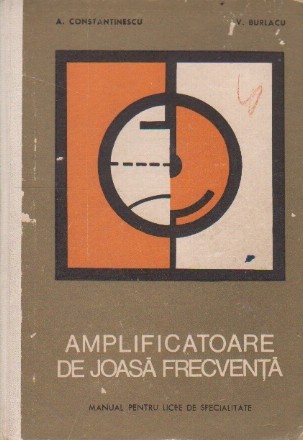 A. CONSTANTINESCU V. BURLACU
AMPLIFICATOARE
DE JOASĂ FRECVENȚĂ
MANUAL PENTRU LICEE DE SPECIALITATE